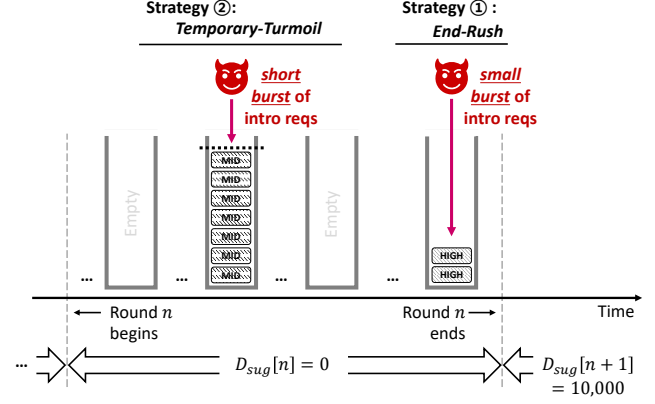 Strategy ②:
Temporary-Turmoil
Strategy ① :
End-Rush
short
burst of
intro reqs
small
burst of
intro reqs
Empty
MID
MID
MID
MID
MID
MID
MID
Empty
HIGH
HIGH
... ... ... ...
Round n
begins
Round n
ends
Time
...
D_sug[n] = 0
D_sug[n + 1]
= 10,000